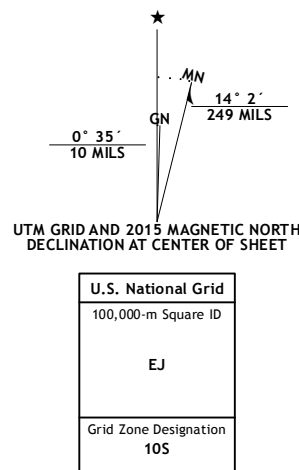 ★
MN
GN
14° 2´
249 MILS
0° 35´
10 MILS
UTM GRID AND 2015 MAGNETIC NORTH
DECLINATION AT CENTER OF SHEET
U.S. National Grid
100,000-m Square ID
EJ
Grid Zone Designation
10S